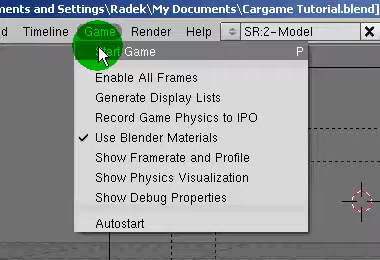 ments and Settings\Radek\My Documents\Cargame Tutorial.blend]
d Timeline Game Render Help SR:2-Model
Start Game P
Enable All Frames
Generate Display Lists
Record Game Physics to IPO
Use Blender Materials
Show Framerate and Profile
Show Physics Visualization
Show Debug Properties
Autostart